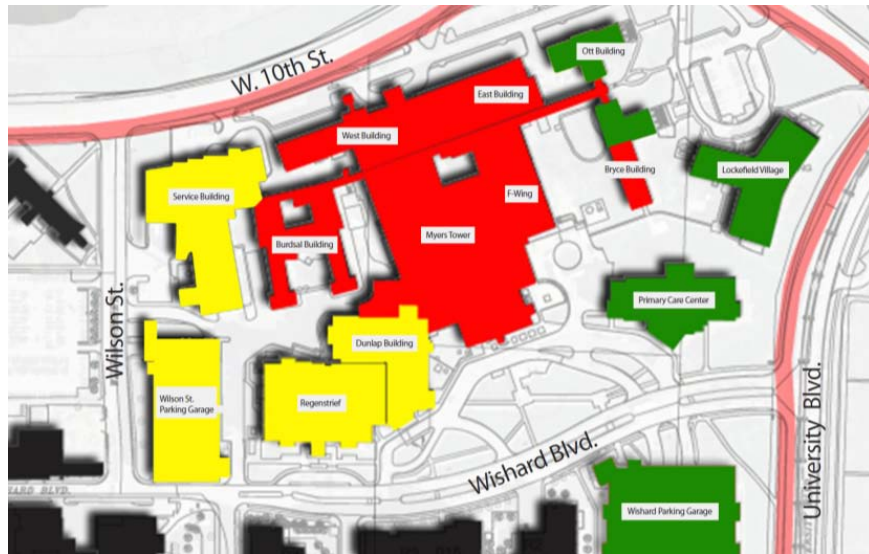 W. 10th St.
Ott Building
East Building
West Building
Bryce Building
Lockefield Village
Service Building
F-Wing
Burdsal Building
Myers Tower
Primary Care Center
Wilson St.
Dunlap Building
Wilson St.
Parking Garage
Regenstrief
University Blvd.
Wishard Blvd.
Wishard Parking Garage